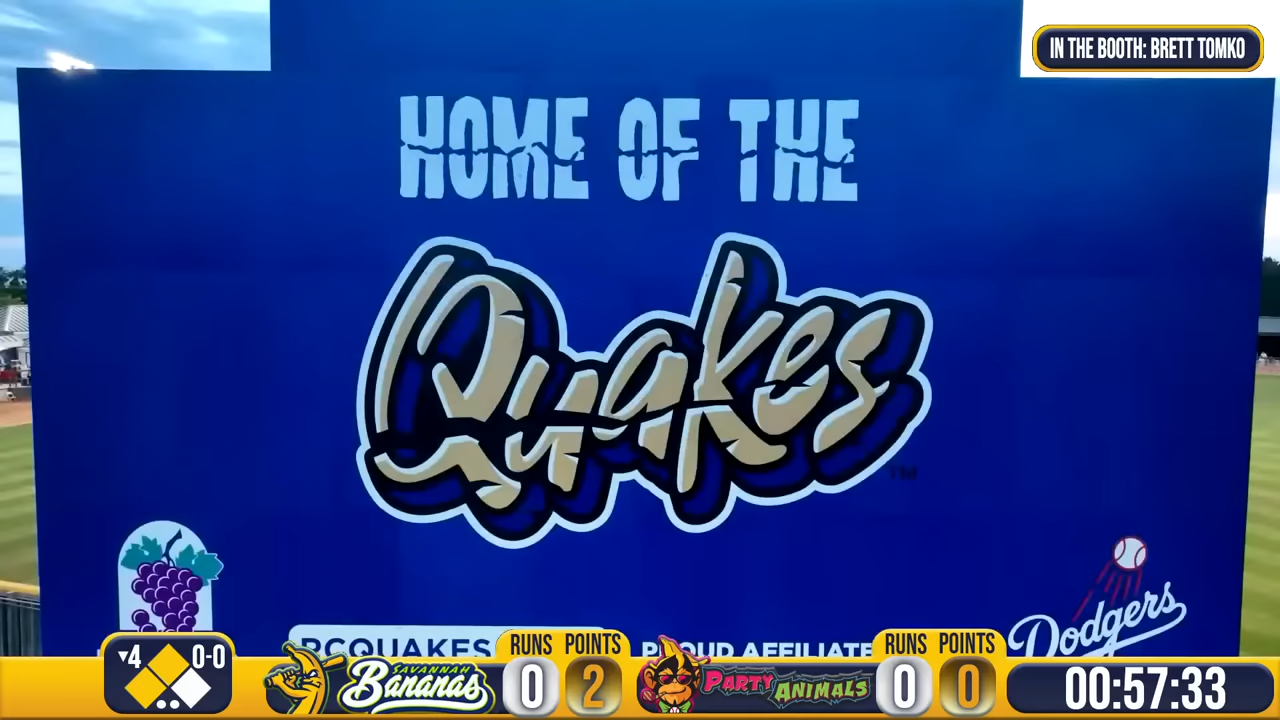 IN THE BOOTH: BRETT TOMKO
HOME OF THE
Quakes
TM
Dodgers
RCQUAKES
PROUD AFFILIATE
▼4
0-0
SAVANNAH
Bananas
RUNS POINTS
0 2
PARTY ANIMALS
RUNS POINTS
0 0
00:57:33